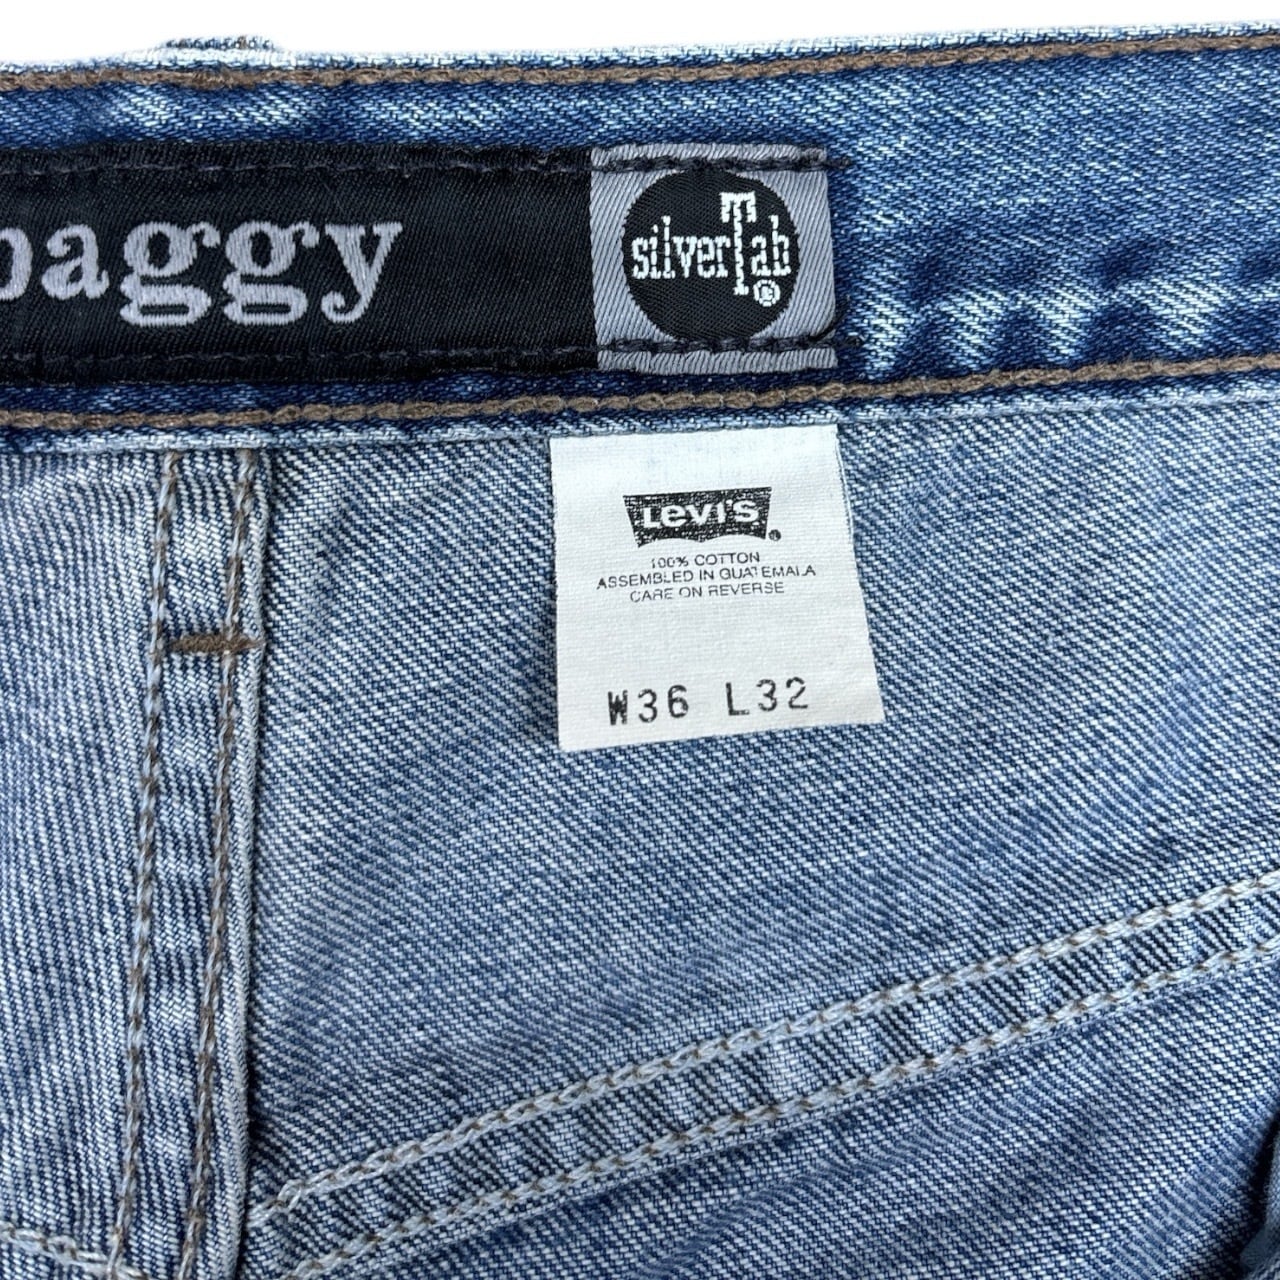 baggy
silverTab
®
LEVI'S
®
100% COTTON
ASSEMBLED IN GUATEMALA
CARE ON REVERSE
W36 L32